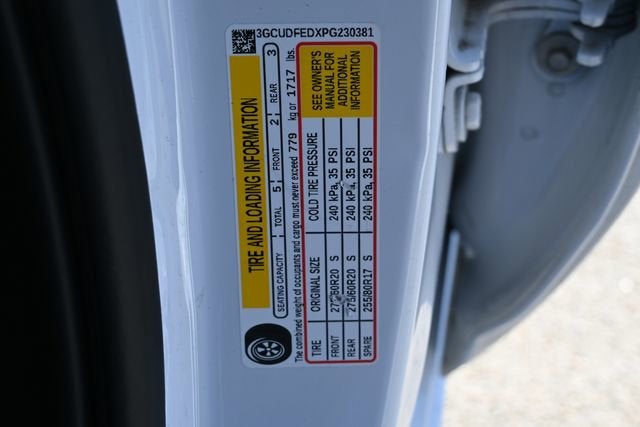 3GCUDFEDXPG230381
TIRE AND LOADING INFORMATION
SEATING CAPACITY TOTAL 5 FRONT 2 REAR 3
The combined weight of occupants and cargo must never exceed 779 kg or 1717 lbs.
TIRE ORIGINAL SIZE COLD TIRE PRESSURE
FRONT 275/60R20 S 240 kPa, 35 PSI
REAR 275/60R20 S 240 kPa, 35 PSI
SPARE 255/80R17 S 240 kPa, 35 PSI
SEE OWNER'S
MANUAL FOR
ADDITIONAL
INFORMATION